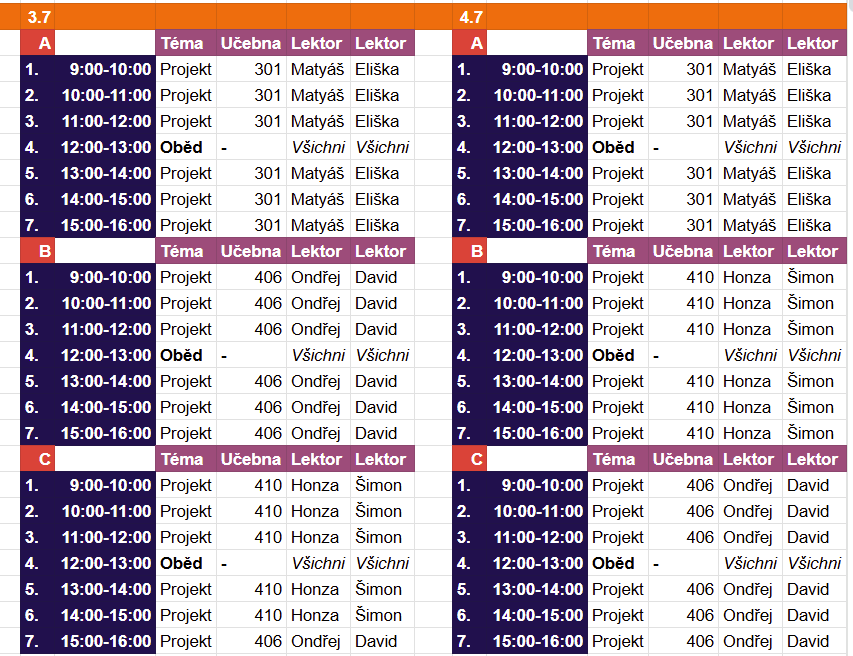 3.7 4.7
A Téma Učebna Lektor Lektor A Téma Učebna Lektor Lektor
1. 9:00-10:00 Projekt 301 Matyáš Eliška 1. 9:00-10:00 Projekt 301 Matyáš Eliška
2. 10:00-11:00 Projekt 301 Matyáš Eliška 2. 10:00-11:00 Projekt 301 Matyáš Eliška
3. 11:00-12:00 Projekt 301 Matyáš Eliška 3. 11:00-12:00 Projekt 301 Matyáš Eliška
4. 12:00-13:00 Oběd - Všichni Všichni 4. 12:00-13:00 Oběd - Všichni Všichni
5. 13:00-14:00 Projekt 301 Matyáš Eliška 5. 13:00-14:00 Projekt 301 Matyáš Eliška
6. 14:00-15:00 Projekt 301 Matyáš Eliška 6. 14:00-15:00 Projekt 301 Matyáš Eliška
7. 15:00-16:00 Projekt 301 Matyáš Eliška 7. 15:00-16:00 Projekt 301 Matyáš Eliška
B Téma Učebna Lektor Lektor B Téma Učebna Lektor Lektor
1. 9:00-10:00 Projekt 406 Ondřej David 1. 9:00-10:00 Projekt 410 Honza Šimon
2. 10:00-11:00 Projekt 406 Ondřej David 2. 10:00-11:00 Projekt 410 Honza Šimon
3. 11:00-12:00 Projekt 406 Ondřej David 3. 11:00-12:00 Projekt 410 Honza Šimon
4. 12:00-13:00 Oběd - Všichni Všichni 4. 12:00-13:00 Oběd - Všichni Všichni
5. 13:00-14:00 Projekt 406 Ondřej David 5. 13:00-14:00 Projekt 410 Honza Šimon
6. 14:00-15:00 Projekt 406 Ondřej David 6. 14:00-15:00 Projekt 410 Honza Šimon
7. 15:00-16:00 Projekt 406 Ondřej David 7. 15:00-16:00 Projekt 410 Honza Šimon
C Téma Učebna Lektor Lektor C Téma Učebna Lektor Lektor
1. 9:00-10:00 Projekt 410 Honza Šimon 1. 9:00-10:00 Projekt 406 Ondřej David
2. 10:00-11:00 Projekt 410 Honza Šimon 2. 10:00-11:00 Projekt 406 Ondřej David
3. 11:00-12:00 Projekt 410 Honza Šimon 3. 11:00-12:00 Projekt 406 Ondřej David
4. 12:00-13:00 Oběd - Všichni Všichni 4. 12:00-13:00 Oběd - Všichni Všichni
5. 13:00-14:00 Projekt 410 Honza Šimon 5. 13:00-14:00 Projekt 406 Ondřej David
6. 14:00-15:00 Projekt 410 Honza Šimon 6. 14:00-15:00 Projekt 406 Ondřej David
7. 15:00-16:00 Projekt 406 Ondřej David 7. 15:00-16:00 Projekt 406 Ondřej David